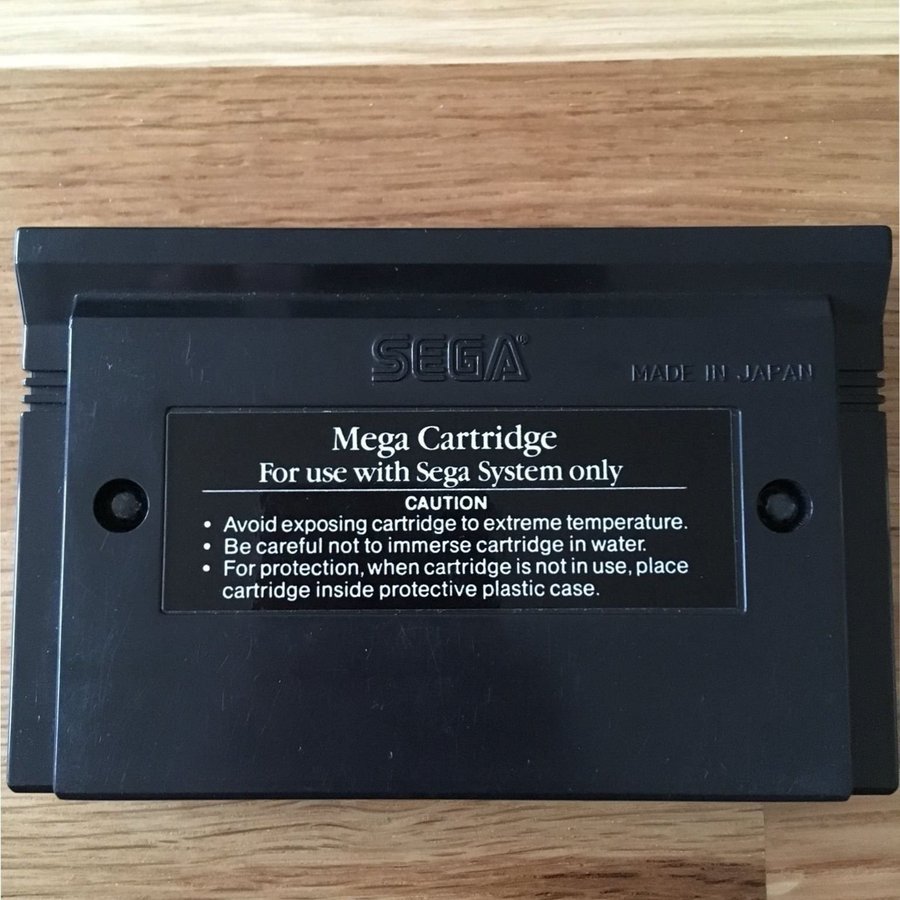 SEGA®
MADE IN JAPAN
Mega Cartridge
For use with Sega System only
CAUTION
• Avoid exposing cartridge to extreme temperature.
• Be careful not to immerse cartridge in water.
• For protection, when cartridge is not in use, place
cartridge inside protective plastic case.